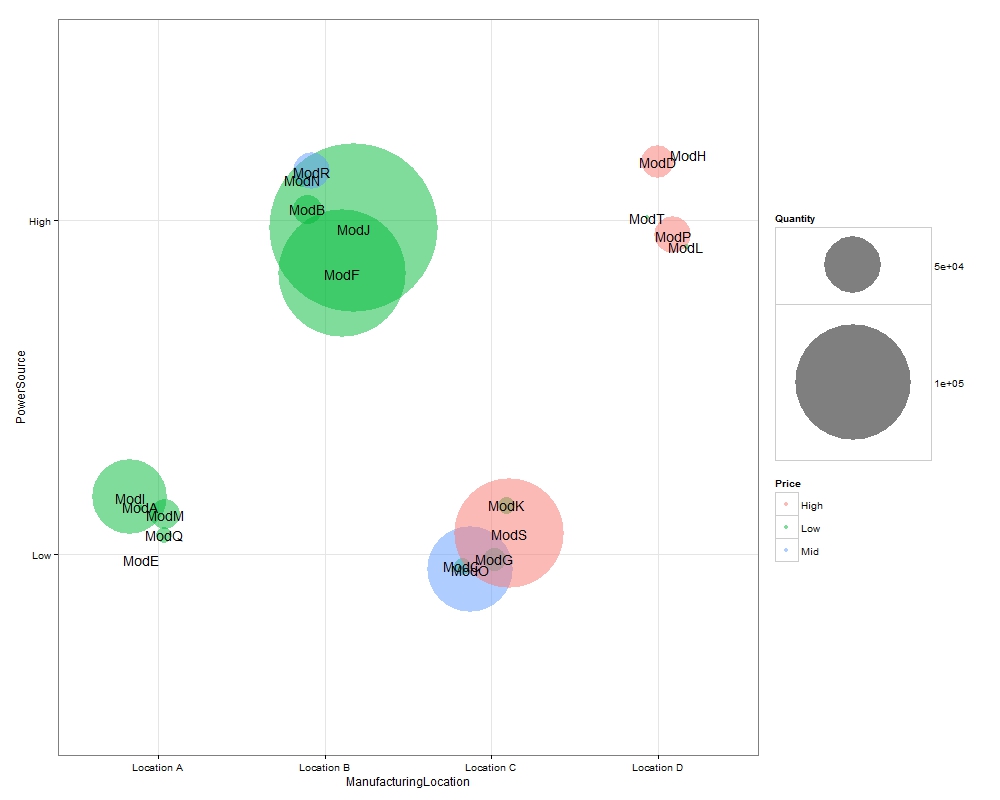 ModR
ModN
ModB
ModJ
ModF
ModH
ModD
ModT
ModP
ModL
High
Low
PowerSource
ModI
ModA
ModM
ModQ
ModE
ModK
ModS
ModG
ModC
ModO
Location A
Location B
Location C
Location D
ManufacturingLocation
Quantity
5e+04
1e+05
Price
High
Low
Mid